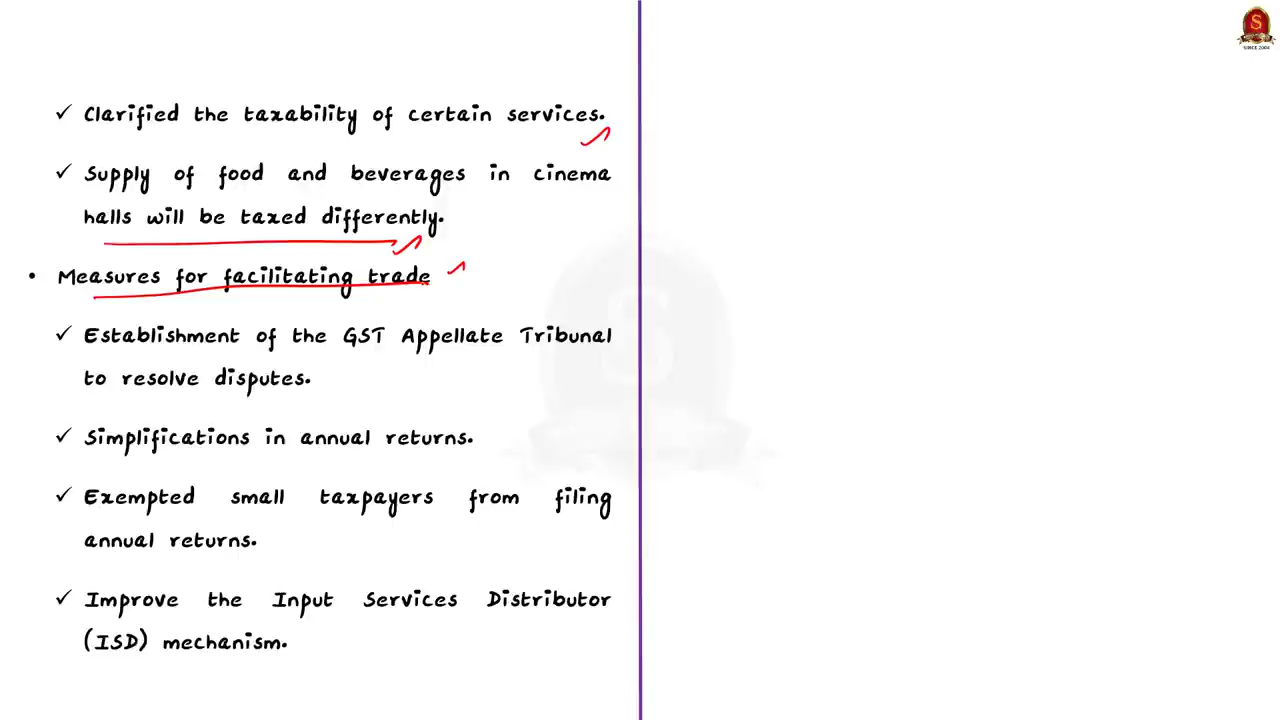 ✓ Clarified the taxability of certain services.
✓ Supply of food and beverages in cinema
halls will be taxed differently.
• Measures for facilitating trade
✓ Establishment of the GST Appellate Tribunal
to resolve disputes.
✓ Simplifications in annual returns.
✓ Exempted small taxpayers from filing
annual returns.
✓ Improve the Input Services Distributor
(ISD) mechanism.
S
SINCE 2004